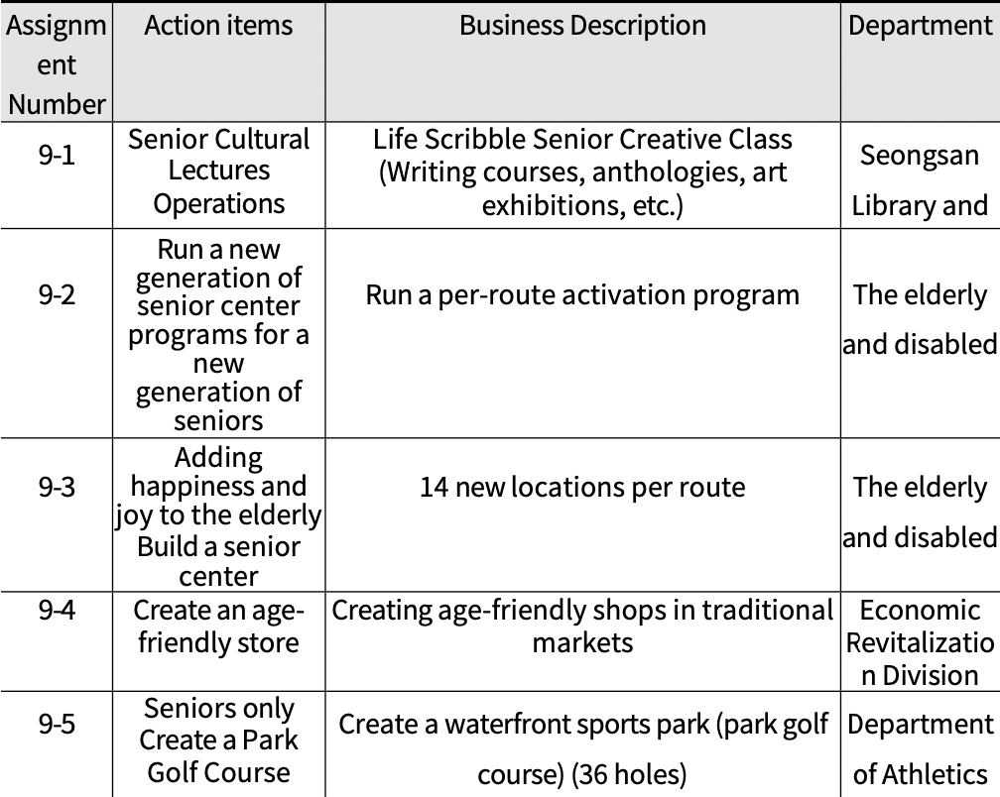 Assignm
ent
Number
Action items
Business Description
Department
9-1
Senior Cultural
Lectures
Operations
Life Scribble Senior Creative Class
(Writing courses, anthologies, art
exhibitions, etc.)
Seongsan
Library and
9-2
Run a new
generation of
senior center
programs for a
new
generation of
seniors
Run a per-route activation program
The elderly
and disabled
9-3
Adding
happiness and
joy to the elderly
Build a senior
center
14 new locations per route
The elderly
and disabled
9-4
Create an age-
friendly store
Creating age-friendly shops in traditional
markets
Economic
Revitalizatio
n Division
9-5
Seniors only
Create a Park
Golf Course
Create a waterfront sports park (park golf
course) (36 holes)
Department
of Athletics